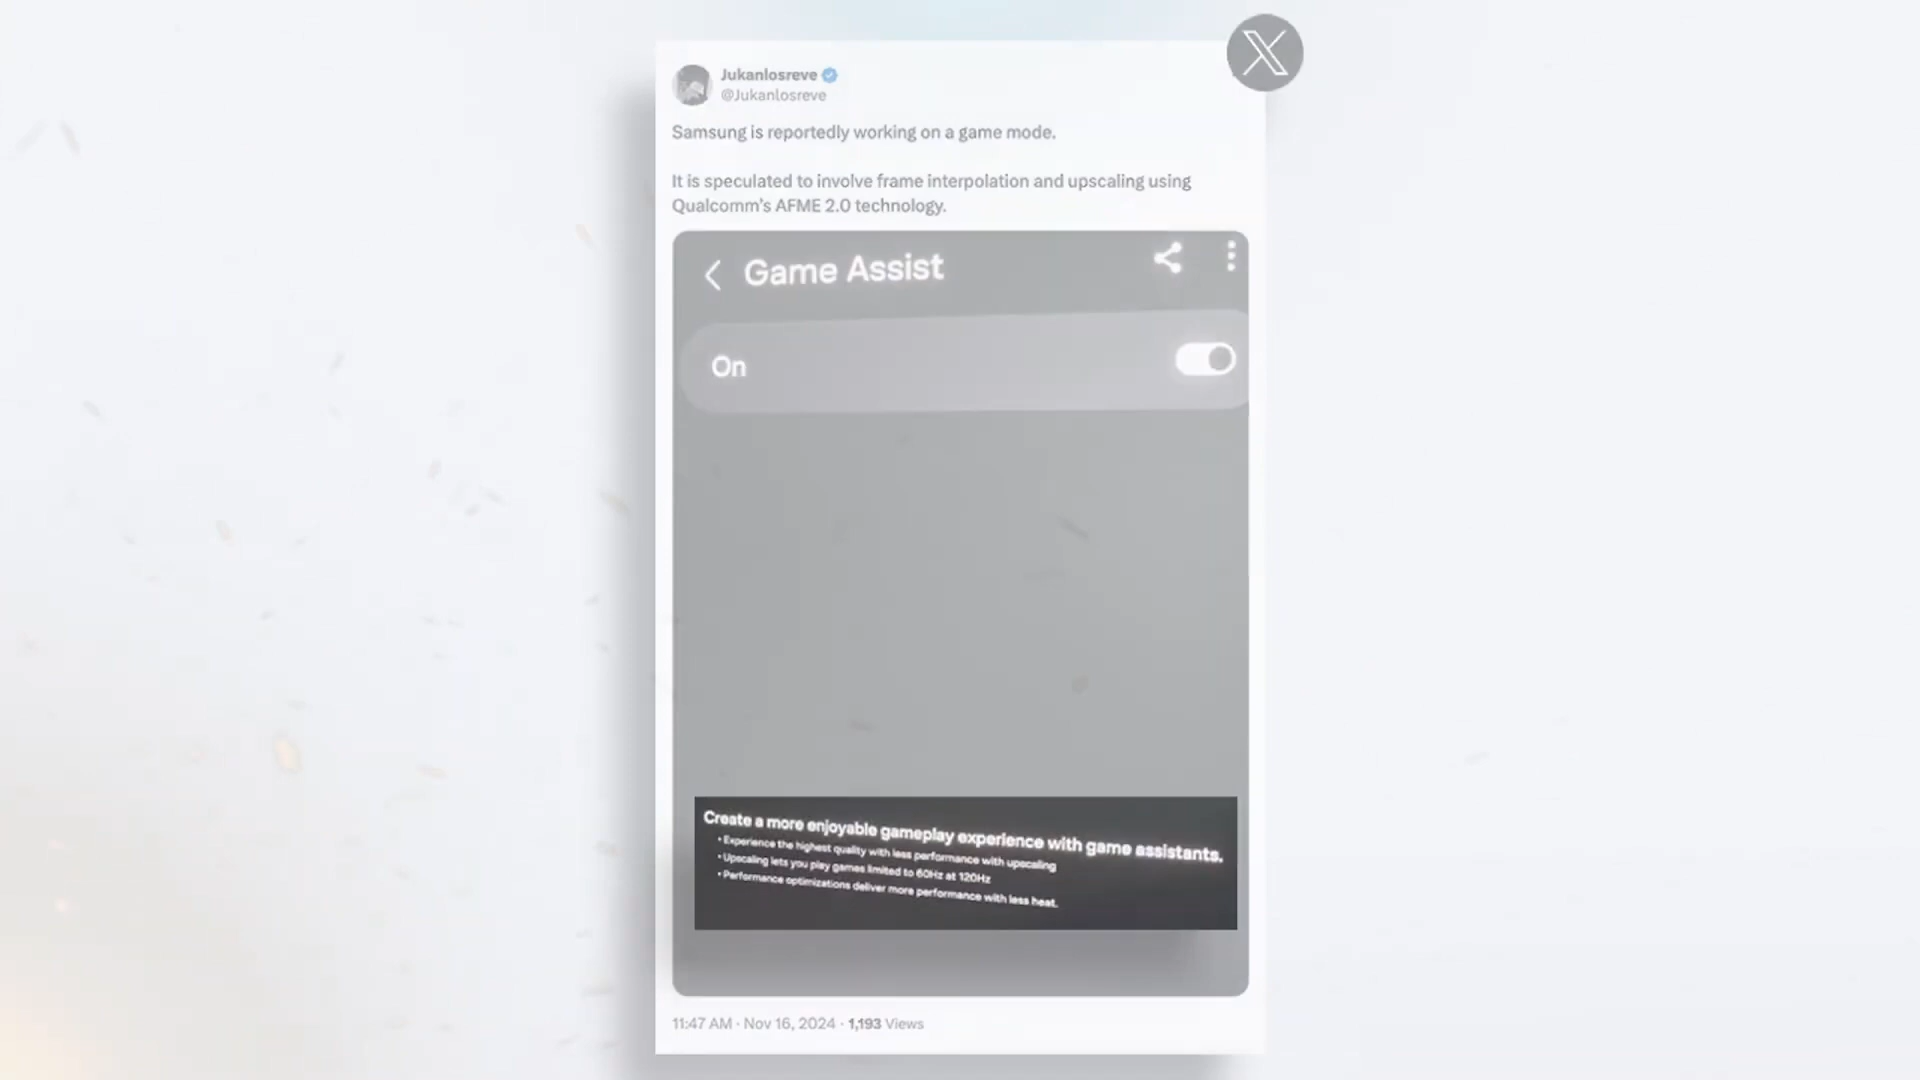 Jukanlosreve
@Jukanlosreve
Samsung is reportedly working on a game mode.
It is speculated to involve frame interpolation and upscaling using
Qualcomm's AFME 2.0 technology.
Game Assist
On
Create a more enjoyable gameplay experience with game assistants.
• Experience the highest quality with less performance with upscaling
• Upscaling lets you play games limited to 60Hz at 120Hz
• Performance optimizations deliver more performance with less heat.
11:47 AM · Nov 16, 2024 · 1,193 Views